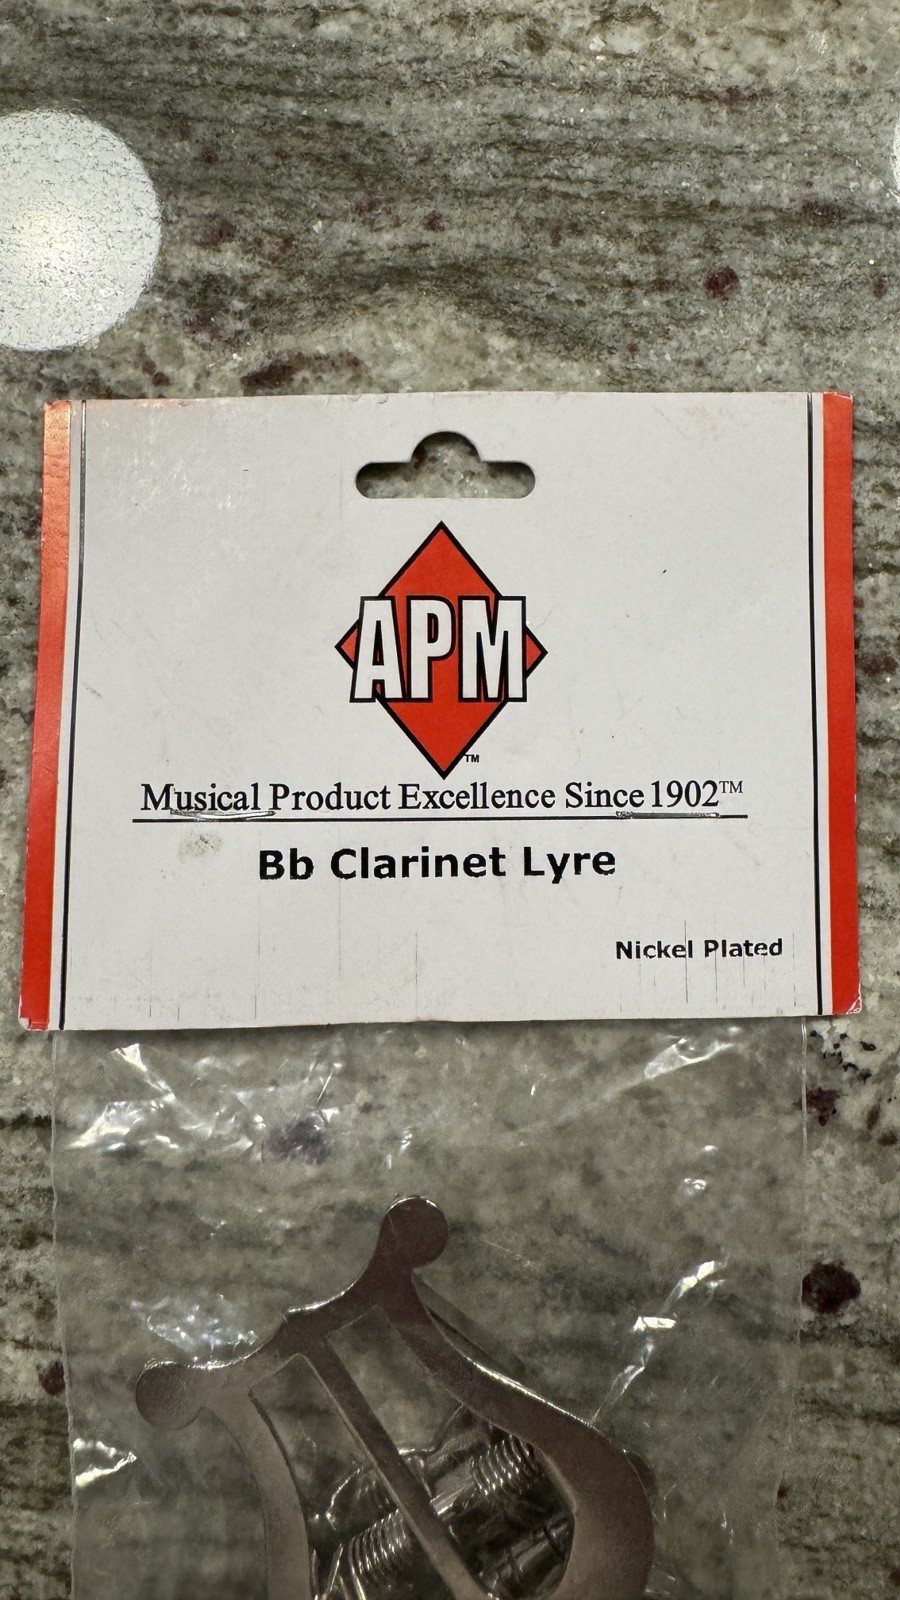 APM
TM
Musical Product Excellence Since 1902™
Bb Clarinet Lyre
Nickel Plated